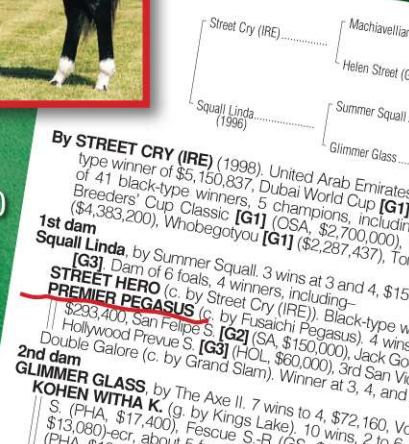 Street Cry (IRE)
Machiavellian
Helen Street (G
Squall Linda
(1996)
Summer Squall
Glimmer Glass
By STREET CRY (IRE) (1998). United Arab Emirates
type winner of $5,150,837, Dubai World Cup [G1]
of 41 black-type winners, 5 champions, includin
Breeders' Cup Classic [G1] (OSA, $2,700,000),
($4,383,200), Whobegotyou [G1] ($2,287,437), To
1st dam
Squall Linda, by Summer Squall. 3 wins at 3 and 4, $15
[G3]. Dam of 6 foals, 4 winners, including–
STREET HERO (c. by Street Cry (IRE)). Black-type w
PREMIER PEGASUS (c. by Fusaichi Pegasus). 4 wins
$293,400, San Felipe S. [G2] (SA, $150,000), Jack Go
Hollywood Prevue S. [G3] (HOL, $60,000), 3rd San Vi
Double Galore (c. by Grand Slam). Winner at 3, 4, and
2nd dam
GLIMMER GLASS, by The Axe II. 7 wins to 4, $72,160, Vo
KOHEN WITHA K. (g. by Kings Lake). 10 wins, 2 to
S. (PHA, $17,400), Fescue S.-R
$13,080)-ecr, about 5
(PHA,